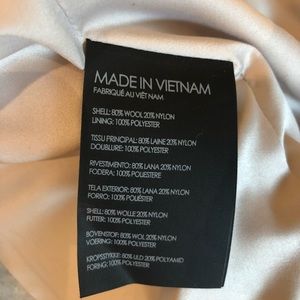 MADE IN VIETNAM
FABRIQUÉ AU VIÊT NAM
SHELL: 80% WOOL 20% NYLON
LINING: 100% POLYESTER
TISSU PRINCIPAL: 80% LAINE 20% NYLON
DOUBLURE: 100% POLYESTER
RIVESTIMENTO: 80% LANA 20% NYLON
FODERA: 100% POLIESTERE
TELA EXTERIOR: 80% LANA 20% NYLON
FORRO: 100% POLIÉSTER
SHELL: 80% WOLLE 20% NYLON
FUTTER: 100% POLYESTER
BOVENSTOF: 80% WOL 20% NYLON
VOERING: 100% POLYESTER
KROPSSTYKKE: 80% ULD 20% POLYAMID
FORING: 100% POLYESTER